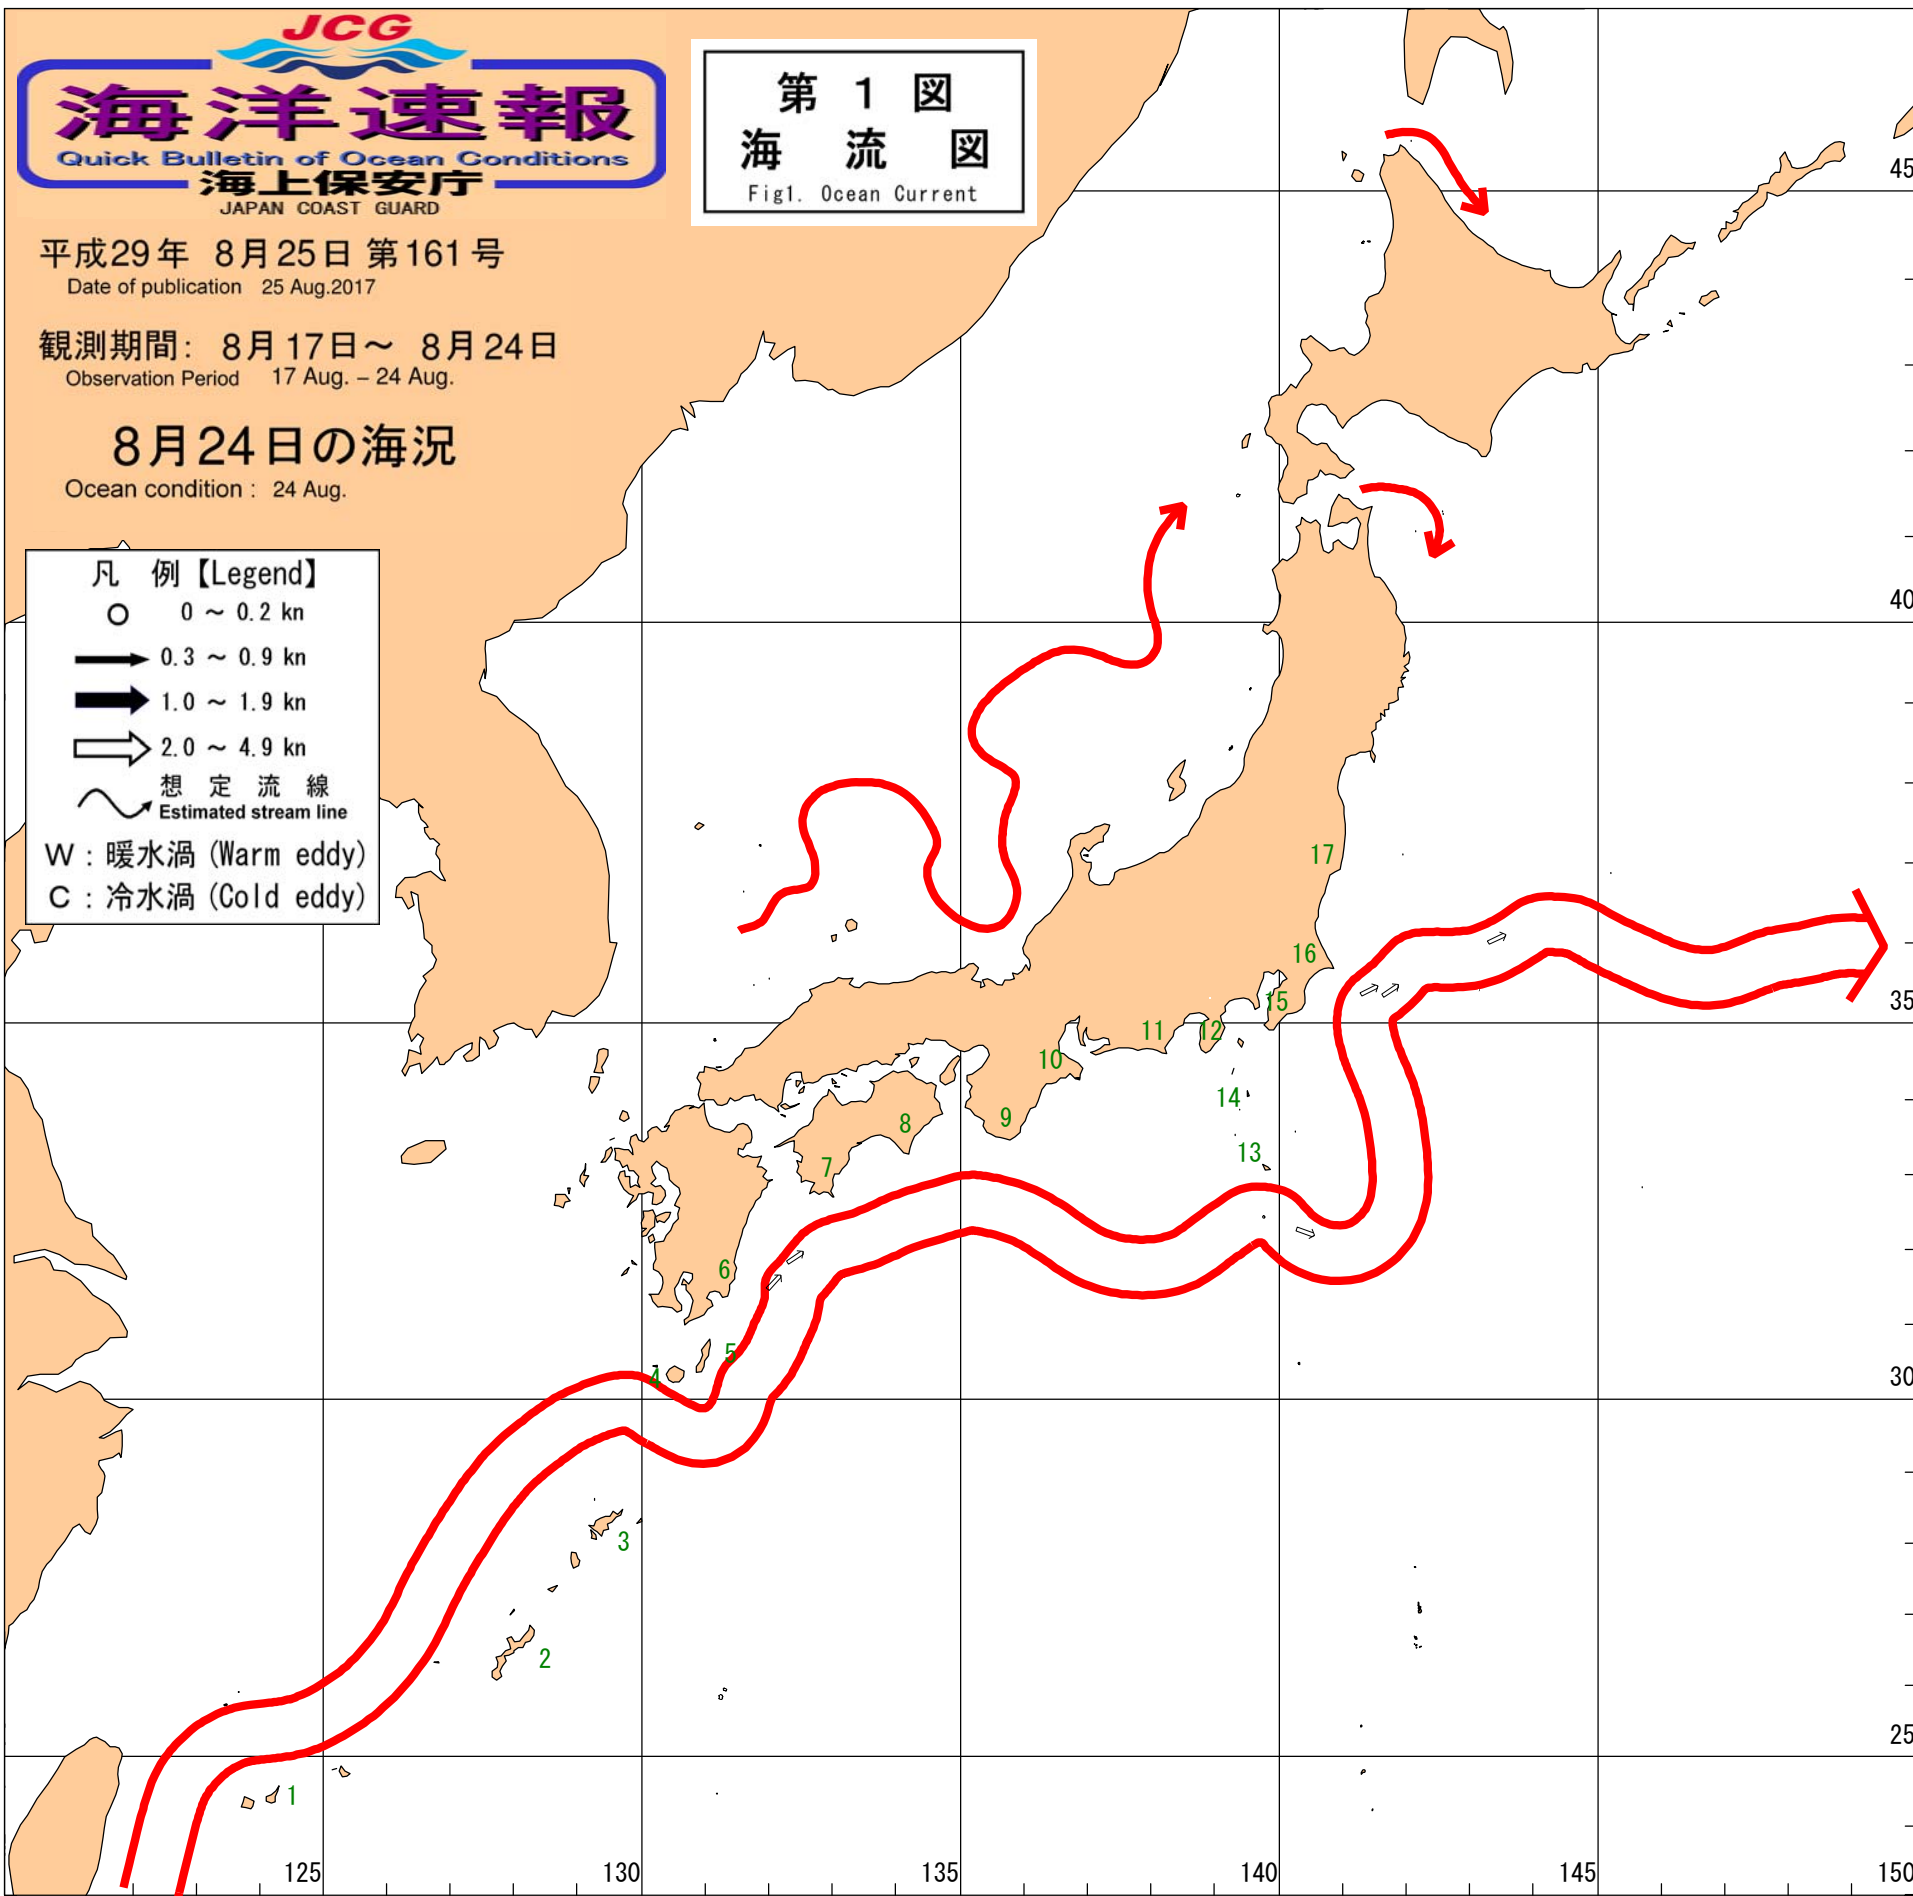 JCG
海洋速報
Quick Bulletin of Ocean Conditions
海上保安庁
JAPAN COAST GUARD
第 1 図
海 流 図
Fig1. Ocean Current
平成29年 8月25日 第161号
Date of publication 25 Aug.2017
観測期間: 8月17日～ 8月24日
Observation Period 17 Aug. – 24 Aug.
8月24日の海況
Ocean condition : 24 Aug.
凡 例【Legend】
0 ～ 0.2 kn
0.3 ～ 0.9 kn
1.0 ～ 1.9 kn
2.0 ～ 4.9 kn
想 定 流 線
Estimated stream line
W : 暖水渦 (Warm eddy)
C : 冷水渦 (Cold eddy)
45
40
17
16
15
35
11
12
10
14
9
8
13
7
6
5
4
30
3
2
25
1
125
130
135
140
145
150